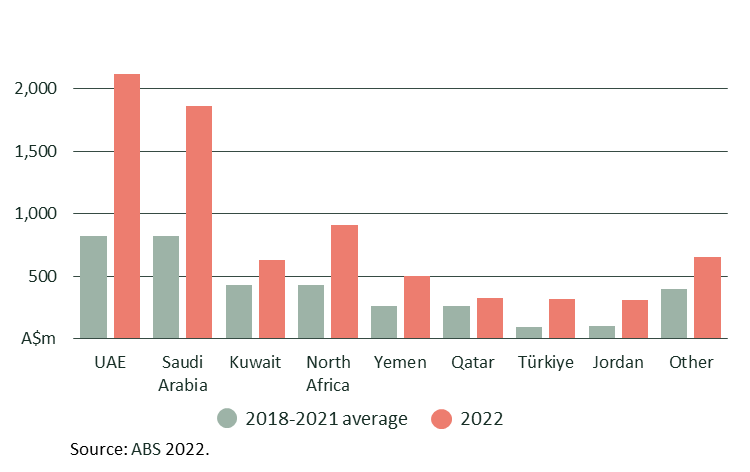 2,000
1,500
1,000
500
A$m
UAE
Saudi
Arabia
Kuwait
North
Africa
Yemen
Qatar
Türkiye
Jordan
Other
2018-2021 average
2022
Source: ABS 2022.